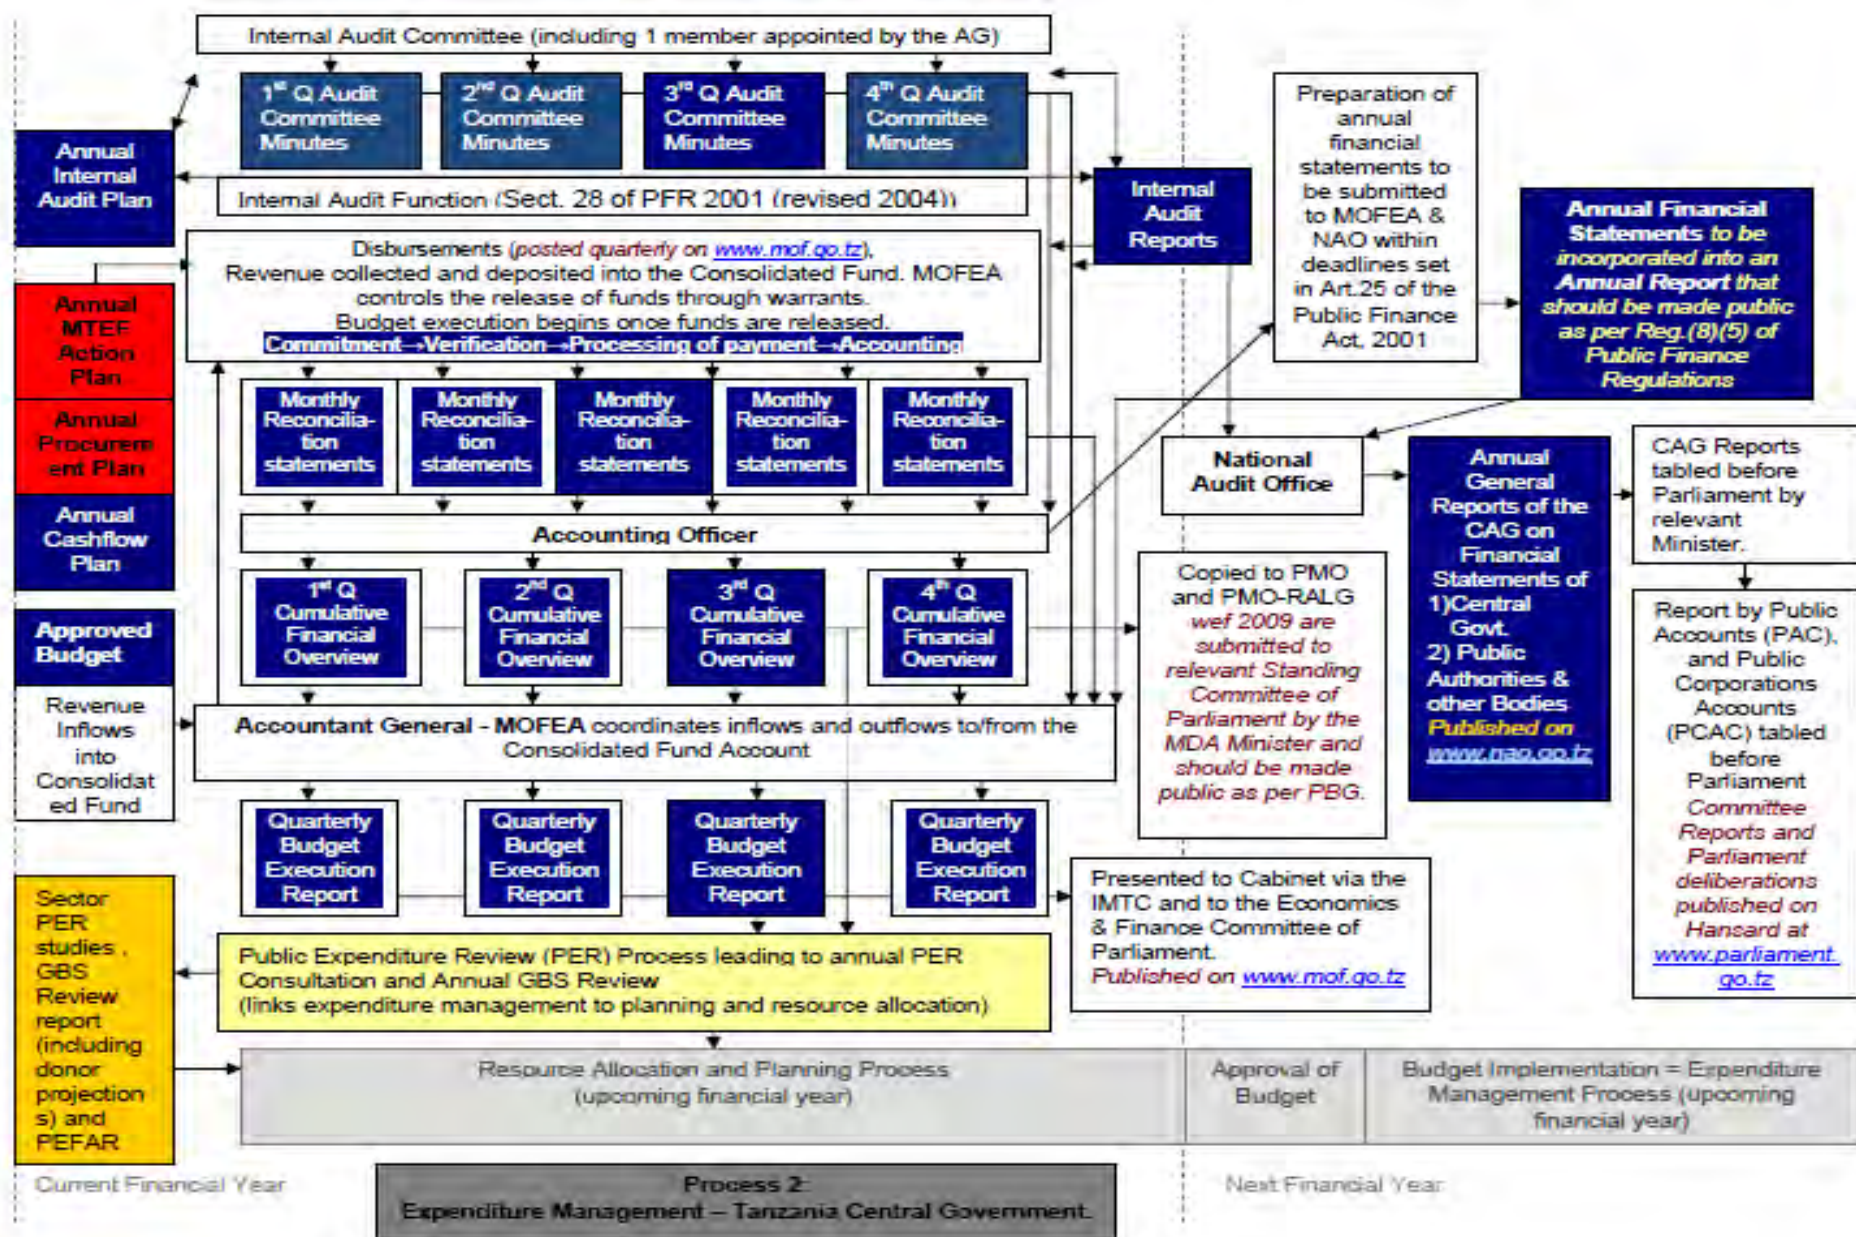 Internal Audit Committee (including 1 member appointed by the AG)
1st Q Audit
Committee
Minutes
2nd Q Audit
Committee
Minutes
3rd Q Audit
Committee
Minutes
4th Q Audit
Committee
Minutes
Annual
Internal
Audit Plan
Internal Audit Function (Sect. 28 of PFR 2001 (revised 2004))
Internal
Audit
Reports
Disbursements (posted quarterly on www.mof.go.tz),
Revenue collected and deposited into the Consolidated Fund. MOFEA
controls the release of funds through warrants.
Budget execution begins once funds are released.
Commitment→Verification→Processing of payment→Accounting
Annual
MTEF
Action
Plan
Annual
Procurem
ent Plan
Annual
Cashflow
Plan
Monthly
Reconcilia-
tion
statements
Monthly
Reconcilia-
tion
statements
Monthly
Reconcilia-
tion
statements
Monthly
Reconcilia-
tion
statements
Monthly
Reconcilia-
tion
statements
Accounting Officer
1st Q
Cumulative
Financial
Overview
2nd Q
Cumulative
Financial
Overview
3rd Q
Cumulative
Financial
Overview
4th Q
Cumulative
Financial
Overview
Approved
Budget
Revenue
Inflows
into
Consolidat
ed Fund
Accountant General - MOFEA coordinates inflows and outflows to/from the
Consolidated Fund Account
Quarterly
Budget
Execution
Report
Quarterly
Budget
Execution
Report
Quarterly
Budget
Execution
Report
Quarterly
Budget
Execution
Report
Preparation of
annual
financial
statements to
be submitted
to MOFEA &
NAO within
deadlines set
in Art.25 of the
Public Finance
Act, 2001
Annual Financial
Statements to be
incorporated into an
Annual Report that
should be made public
as per Reg.(8)(5) of
Public Finance
Regulations
National
Audit Office
Annual
General
Reports of the
CAG on
Financial
Statements of
1)Central
Govt.
2) Public
Authorities &
other Bodies
Published on
www.nao.go.tz
CAG Reports
tabled before
Parliament by
relevant
Minister.
Report by Public
Accounts (PAC),
and Public
Corporations
Accounts
(PCAC) tabled
before
Parliament
Committee
Reports and
Parliament
deliberations
published on
Hansard at
www.parliament.
go.tz
Copied to PMO
and PMO-RALG
wef 2009 are
submitted to
relevant Standing
Committee of
Parliament by the
MDA Minister and
should be made
public as per PBG.
Presented to Cabinet via the
IMTC and to the Economics
& Finance Committee of
Parliament.
Published on www.mof.go.tz
Sector
PER
studies ,
GBS
Review
report
(including
donor
projection
s) and
PEFAR
Public Expenditure Review (PER) Process leading to annual PER
Consultation and Annual GBS Review
(links expenditure management to planning and resource allocation)
Resource Allocation and Planning Process
(upcoming financial year)
Approval of
Budget
Budget Implementation = Expenditure
Management Process (upcoming
financial year)
Current Financial Year
Next Financial Year
Process 2:
Expenditure Management – Tanzania Central Government.